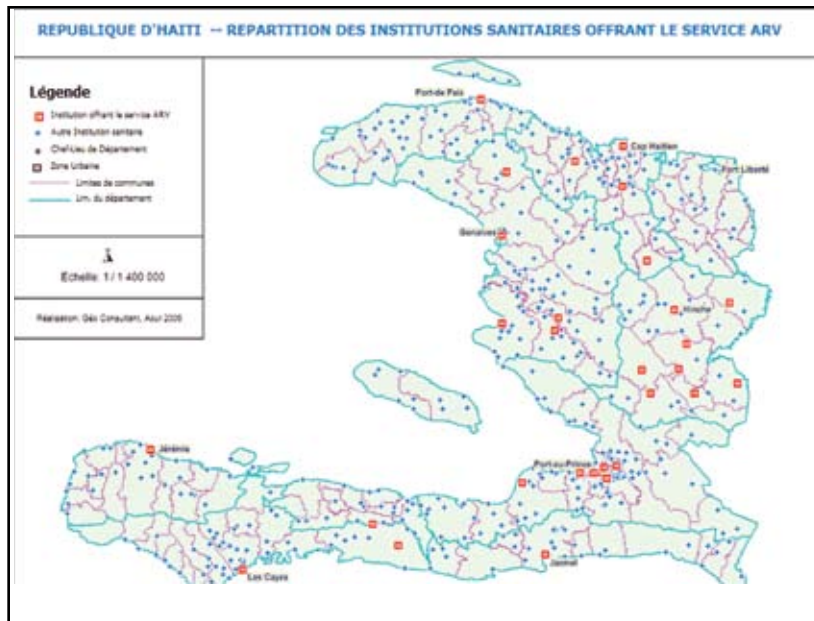 REPUBLIQUE D'HAITI -- REPARTITION DES INSTITUTIONS SANITAIRES OFFRANT LE SERVICE ARV
Légende
Institution offrant le service ARV
Autre Institution sanitaire
Chef-Lieu de Département
Zone Urbaine
Limites de communes
Lim. du département
Echelle: 1 / 1 400 000
Réalisation: Géo Consultant, Aout 2005
Port-de Paix
Cap Haitien
Fort Liberté
Gonaives
Hinche
Jérémie
Port-au-Prince
Jacmel
Les Cayes